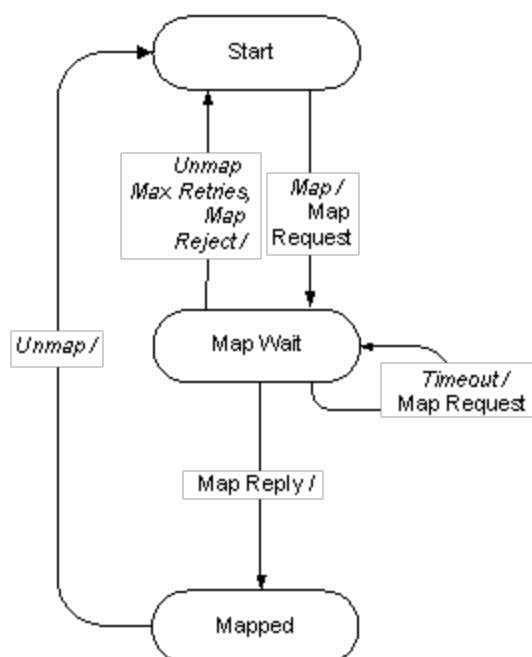 Start
Unmap
Max Retries,
Map
Reject /
Map /
Map
Request
Unmap /
Map Wait
Timeout /
Map Request
Map Reply /
Mapped